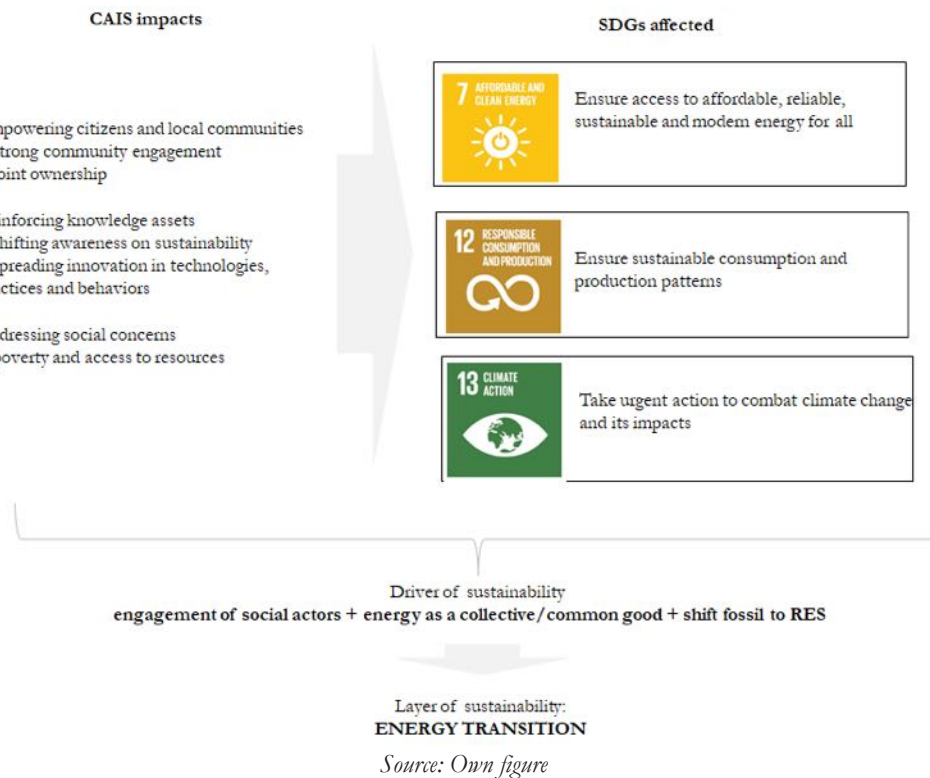 CAIS impacts
SDGs affected
mpowering citizens and local communities
trong community engagement
oint ownership
inforcing knowledge assets
hifting awareness on sustainability
preading innovation in technologies,
ctices and behaviors
dressing social concerns
poverty and access to resources
7 AFFORDABLE AND
CLEAN ENERGY
Ensure access to affordable, reliable,
sustainable and modern energy for all
12 RESPONSIBLE
CONSUMPTION
AND PRODUCTION
Ensure sustainable consumption and
production patterns
13 CLIMATE
ACTION
Take urgent action to combat climate change
and its impacts
Driver of sustainability
engagement of social actors + energy as a collective/common good + shift fossil to RES
Layer of sustainability:
ENERGY TRANSITION
Source: Own figure